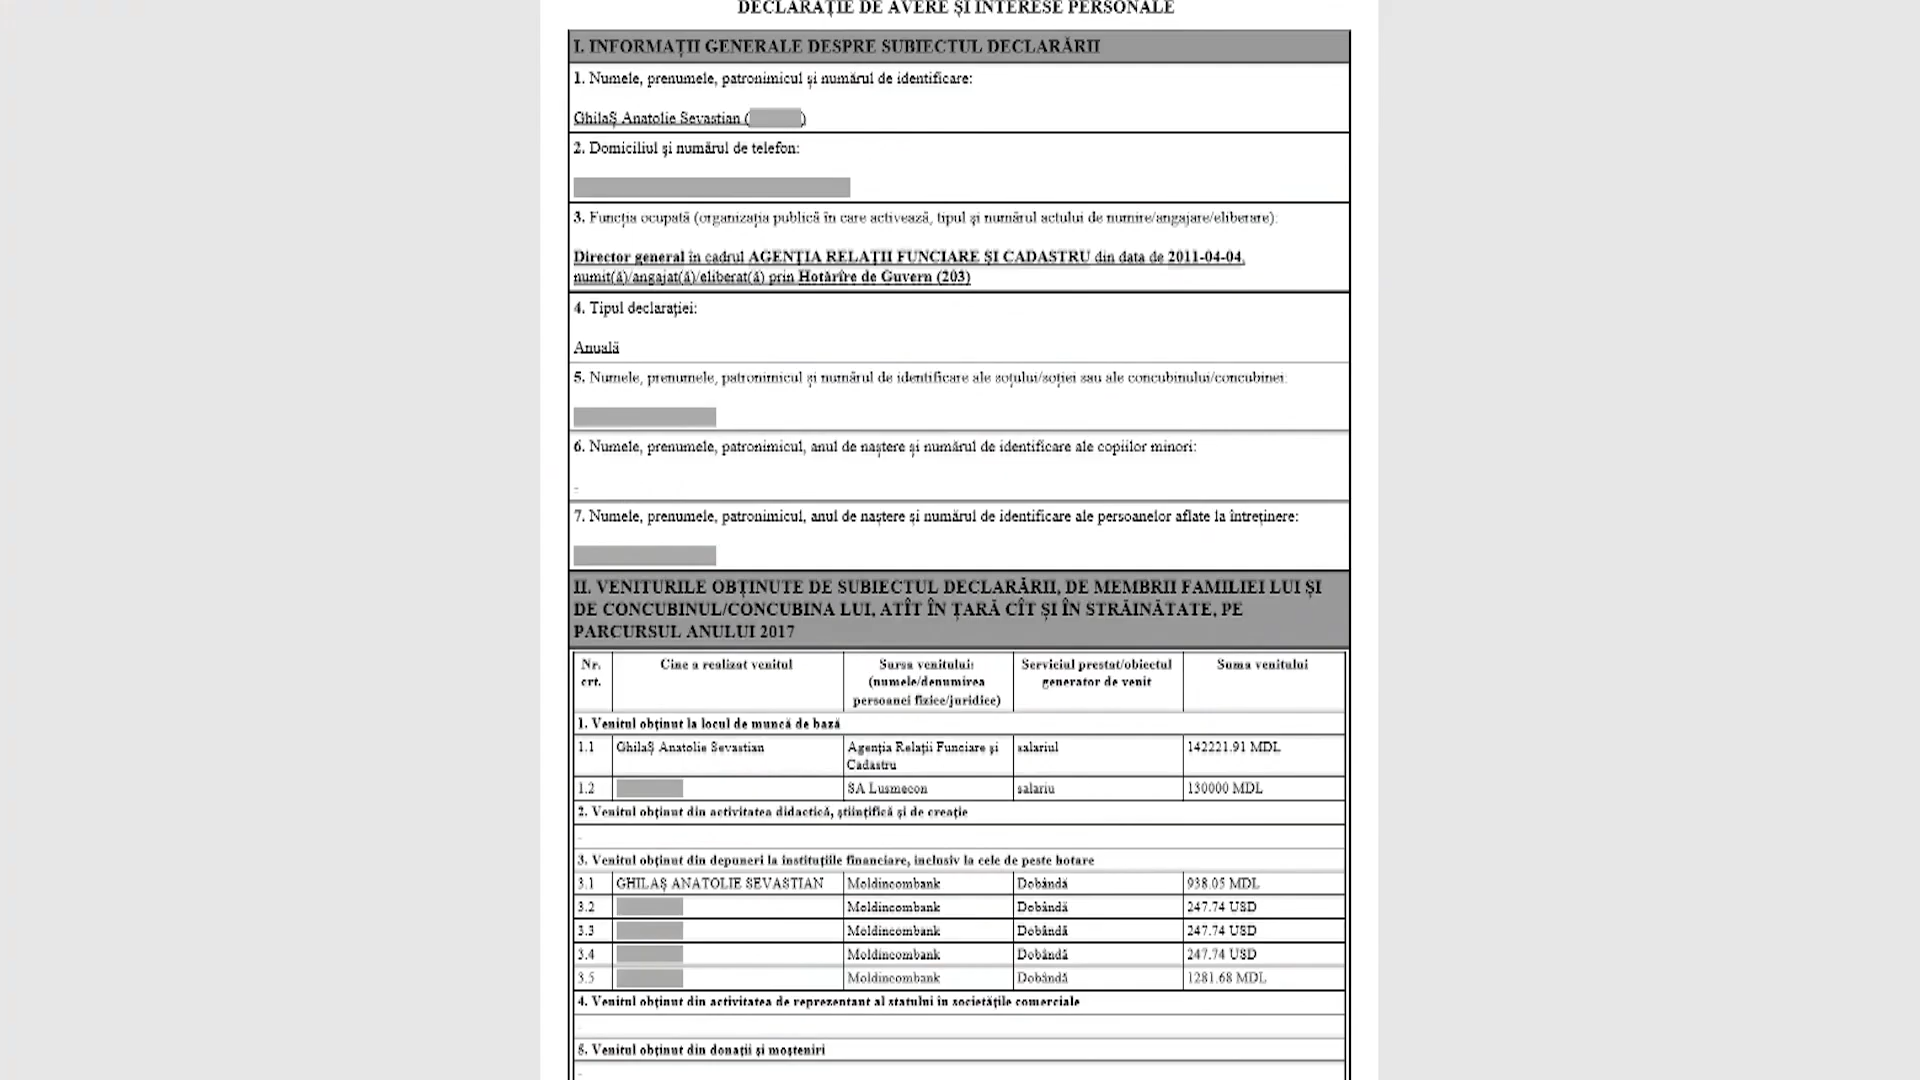 DECLARAȚIE DE AVERE ȘI INTERESE PERSONALE
I. INFORMAȚII GENERALE DESPRE SUBIECTUL DECLARĂRII
1. Numele, prenumele, patronimicul și numărul de identificare:
GhilaȘ Anatolie Sevastian ( )
2. Domiciliul și numărul de telefon:
3. Funcția ocupată (organizația publică în care activează, tipul și numărul actului de numire/angajare/eliberare):
Director general în cadrul AGENȚIA RELAȚII FUNCIARE ȘI CADASTRU din data de 2011-04-04,
numit(ă)/angajat(ă)/eliberat(ă) prin Hotărîre de Guvern (203)
4. Tipul declarației:
Anuală
5. Numele, prenumele, patronimicul și numărul de identificare ale soțului/soției sau ale concubinului/concubinei:
6. Numele, prenumele, patronimicul, anul de naștere și numărul de identificare ale copiilor minori:
-
7. Numele, prenumele, patronimicul, anul de naștere și numărul de identificare ale persoanelor aflate la întreținere:
II. VENITURILE OBȚINUTE DE SUBIECTUL DECLARĂRII, DE MEMBRII FAMILIEI LUI ȘI
DE CONCUBINUL/CONCUBINA LUI, ATÎT ÎN ȚARĂ CÎT ȘI ÎN STRĂINĂTATE, PE
PARCURSUL ANULUI 2017
Nr. crt. Cine a realizat venitul Sursa venitului: (numele/denumirea persoanei fizice/juridice) Serviciul prestat/obiectul generator de venit Suma venitului
1. Venitul obținut la locul de muncă de bază
1.1 GhilaȘ Anatolie Sevastian Agenția Relații Funciare și Cadastru salariul 142221.91 MDL
1.2 SA Lusmecon salariu 130000 MDL
2. Venitul obținut din activitatea didactică, științifică și de creație
-
3. Venitul obținut din depuneri la instituțiile financiare, inclusiv la cele de peste hotare
3.1 GHILAȘ ANATOLIE SEVASTIAN Moldincombank Dobândă 938.05 MDL
3.2 Moldincombank Dobândă 247.74 USD
3.3 Moldincombank Dobândă 247.74 USD
3.4 Moldincombank Dobândă 247.74 USD
3.5 Moldincombank Dobândă 1281.68 MDL
4. Venitul obținut din activitatea de reprezentant al statului în societățile comerciale
-
5. Venitul obținut din donații și moșteniri
-